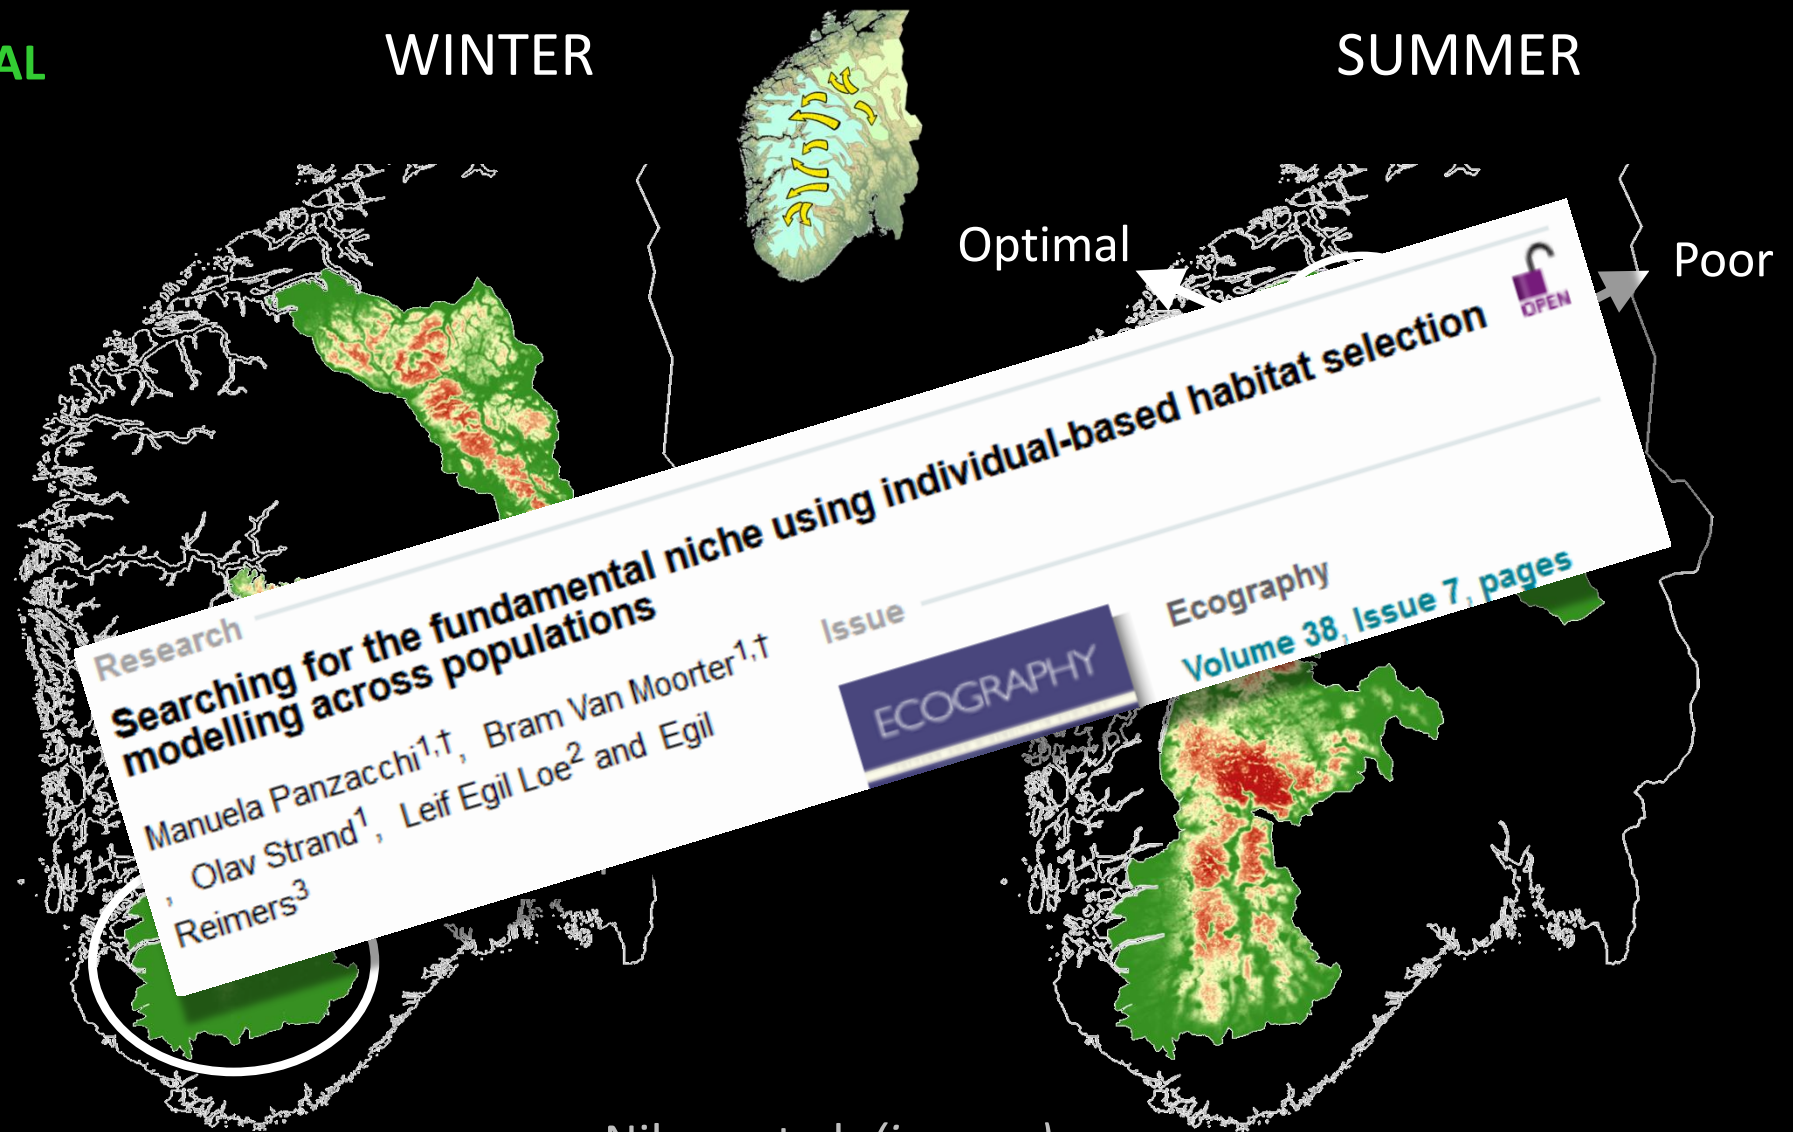 AL
WINTER
SUMMER
Optimal
Poor
OPEN
Research
Searching for the fundamental niche using individual-based habitat selection
modelling across populations
Manuela Panzacchi1,†, Bram Van Moorter1,†
, Olav Strand1, Leif Egil Loe2 and Egil
Reimers3
Issue
ECOGRAPHY
Ecography
Volume 38, Issue 7, pages